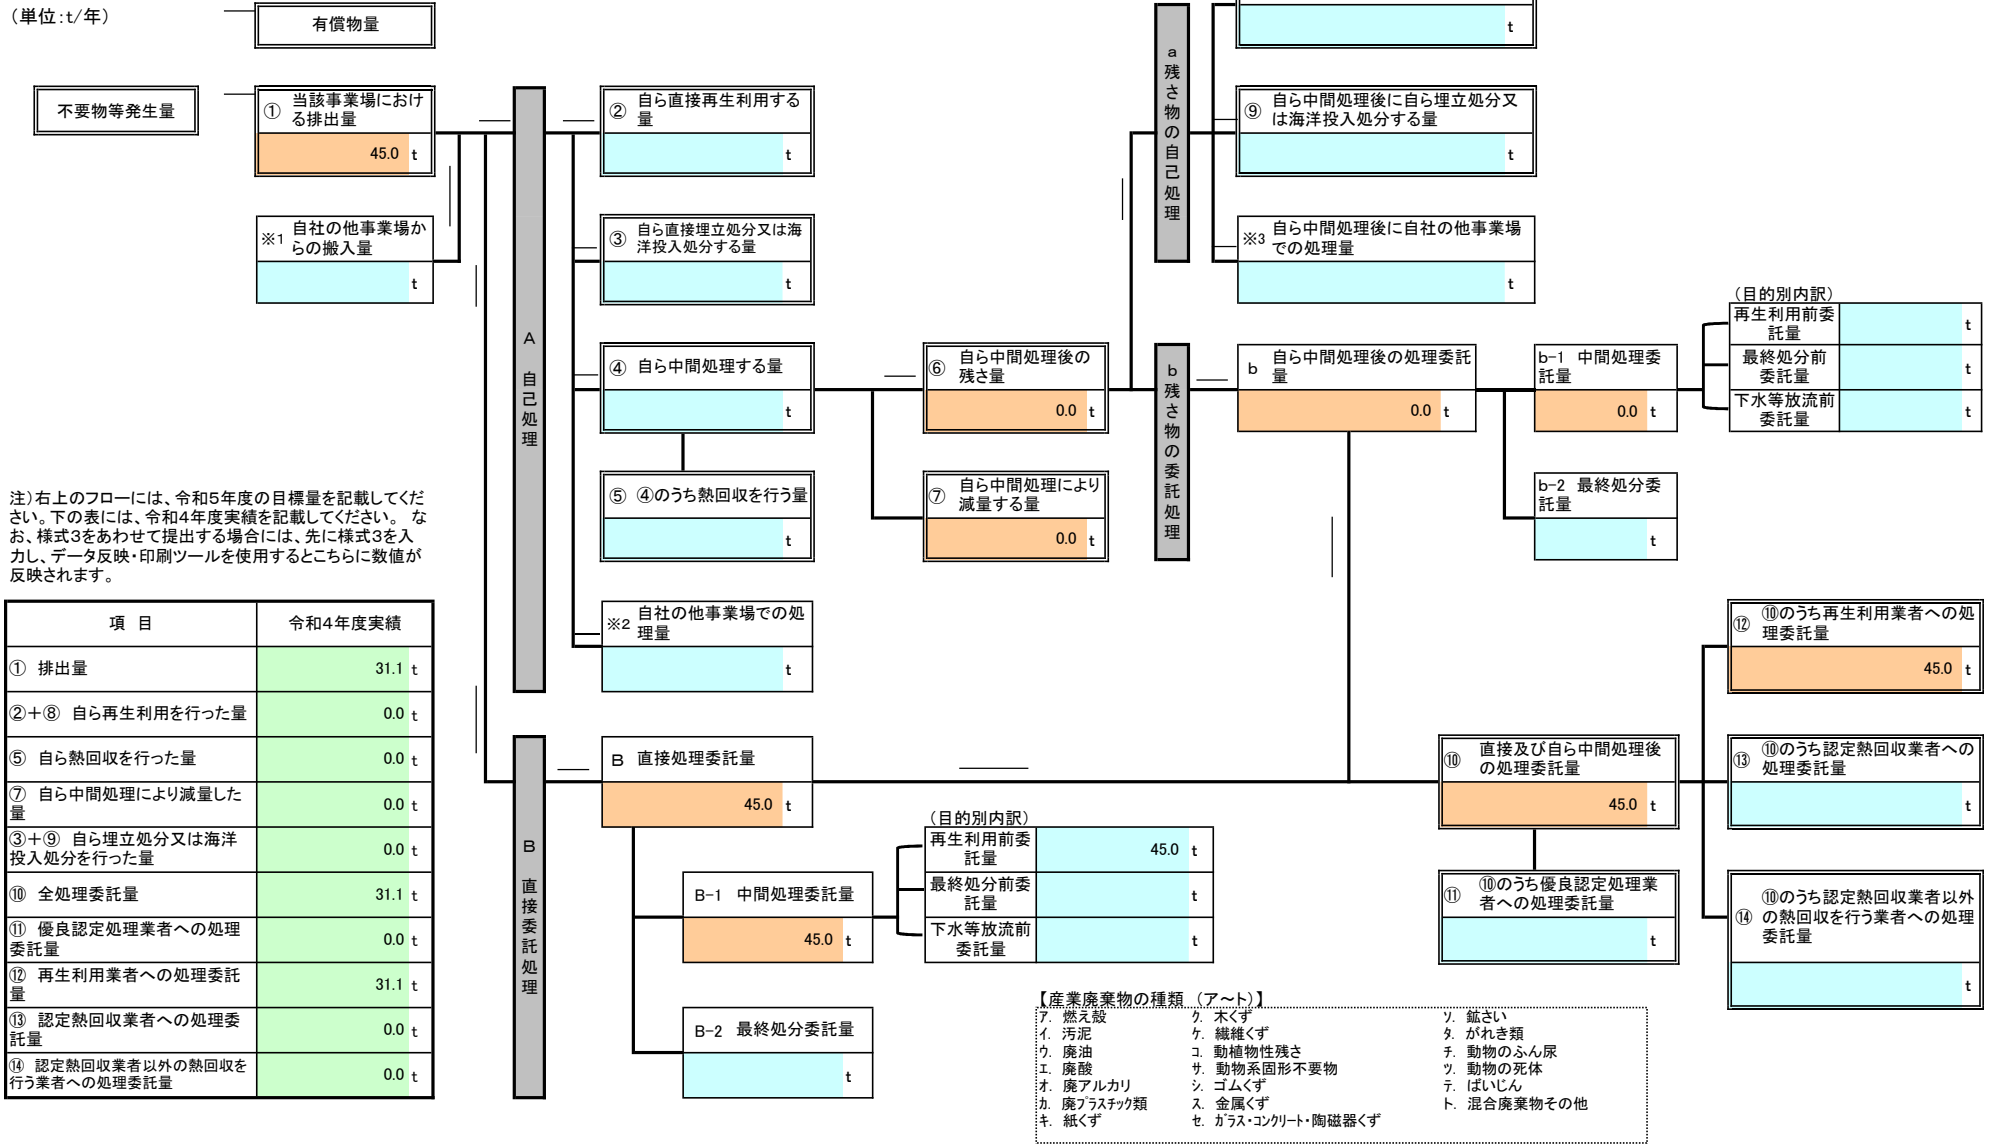 （単位：t/年）
有償物量
t
不要物等発生量
① 当該事業場におけ
る排出量
45.0 t
※1 自社の他事業場か
らの搬入量
t
A 自己処理
② 自ら直接再生利用する
量
t
③ 自ら直接埋立処分又は海
洋投入処分する量
t
④ 自ら中間処理する量
t
⑤ ④のうち熱回収を行う量
t
※2 自社の他事業場での処
理量
t
⑥ 自ら中間処理後の
残さ量
0.0 t
⑦ 自ら中間処理により
減量する量
0.0 t
a 残さ物の自己処理
⑨ 自ら中間処理後に自ら埋立処分又
は海洋投入処分する量
t
※3 自ら中間処理後に自社の他事業場
での処理量
t
b 残さ物の委託処理
b 自ら中間処理後の処理委託
量
0.0 t
b-1 中間処理委
託量
0.0 t
b-2 最終処分委
託量
t
（目的別内訳）
再生利用前委
託量
t
最終処分前
委託量
t
下水等放流前
委託量
t
注）右上のフローには、令和5年度の目標量を記載してくだ
さい。下の表には、令和4年度実績を記載してください。 な
お、様式3をあわせて提出する場合には、先に様式3を入
力し、データ反映・印刷ツールを使用するとこちらに数値が
反映されます。
項 目 令和4年度実績
① 排出量 31.1 t
②+⑧ 自ら再生利用を行った量 0.0 t
⑤ 自ら熱回収を行った量 0.0 t
⑦ 自ら中間処理により減量した
量 0.0 t
③+⑨ 自ら埋立処分又は海洋
投入処分を行った量 0.0 t
⑩ 全処理委託量 31.1 t
⑪ 優良認定処理業者への処理
委託量 0.0 t
⑫ 再生利用業者への処理委託
量 31.1 t
⑬ 認定熱回収業者への処理委
託量 0.0 t
⑭ 認定熱回収業者以外の熱回収を
行う業者への処理委託量 0.0 t
B 直接委託処理
B 直接処理委託量
45.0 t
B-1 中間処理委託量
45.0 t
B-2 最終処分委託量
t
（目的別内訳）
再生利用前委
託量
45.0 t
最終処分前委
託量
t
下水等放流前
委託量
t
⑩ 直接及び自ら中間処理後
の処理委託量
45.0 t
⑪ ⑩のうち優良認定処理業
者への処理委託量
t
⑫ ⑩のうち再生利用業者への処
理委託量
45.0 t
⑬ ⑩のうち認定熱回収業者への
処理委託量
t
⑭ ⑩のうち認定熱回収業者以外
の熱回収を行う業者への処理
委託量
t
【産業廃棄物の種類 （ア～ト）】
ア. 燃え殻 ク. 木くず ソ. 鉱さい
イ. 汚泥 ケ. 繊維くず タ. がれき類
ウ. 廃油 コ. 動植物性残さ チ. 動物のふん尿
エ. 廃酸 サ. 動物系固形不要物 ツ. 動物の死体
オ. 廃アルカリ シ. ゴムくず テ. ばいじん
カ. 廃プラスチック類 ス. 金属くず ト. 混合廃棄物その他
キ. 紙くず セ. ガラス・コンクリート・陶磁器くず